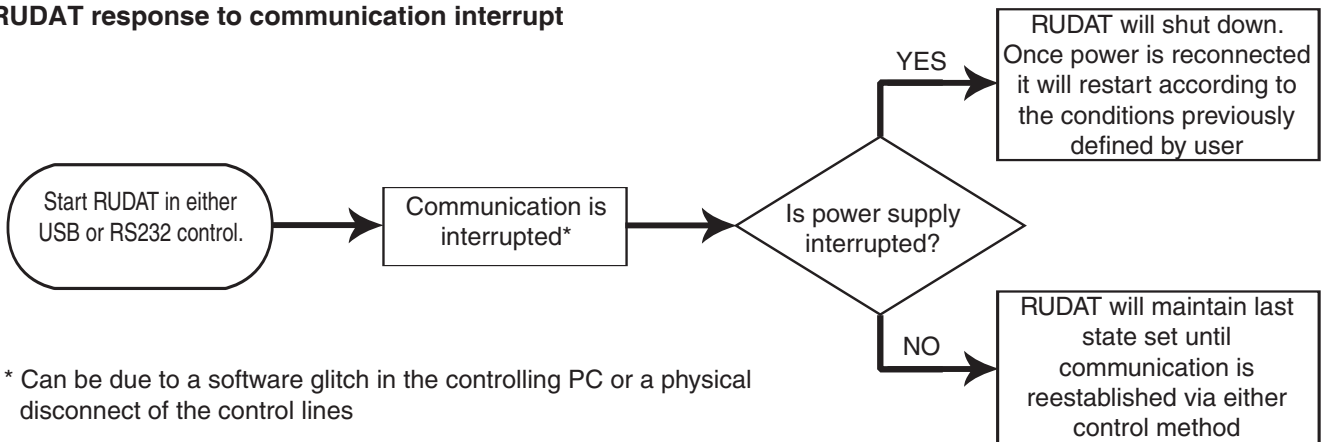 RUDAT response to communication interrupt
Start RUDAT in either
USB or RS232 control.
Communication is
interrupted*
Is power supply
interrupted?
YES
RUDAT will shut down.
Once power is reconnected
it will restart according to
the conditions previously
defined by user
NO
RUDAT will maintain last
state set until
communication is
reestablished via either
control method
* Can be due to a software glitch in the controlling PC or a physical
disconnect of the control lines